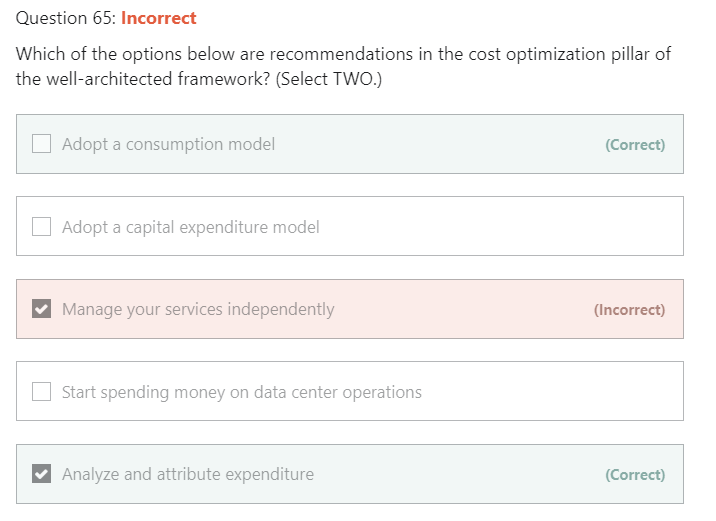 Question 65: Incorrect
Which of the options below are recommendations in the cost optimization pillar of
the well-architected framework? (Select TWO.)
Adopt a consumption model (Correct)
Adopt a capital expenditure model
Manage your services independently (Incorrect)
Start spending money on data center operations
Analyze and attribute expenditure (Correct)